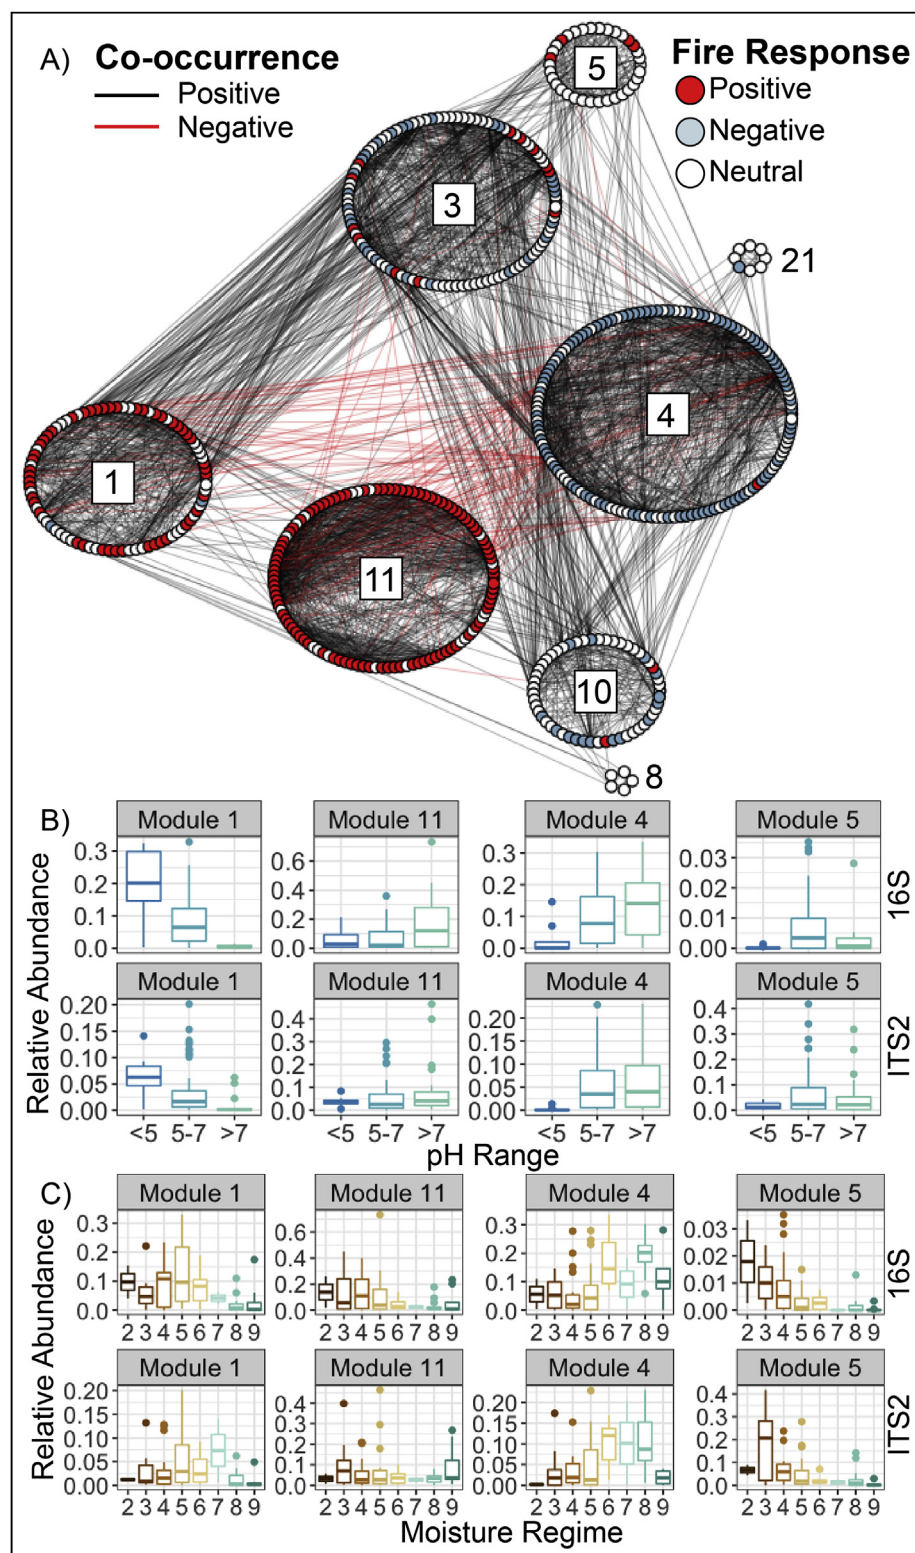 A)
Co-occurrence
Positive
Negative
Fire Response
Positive
Negative
Neutral
5
3
21
4
1
11
10
8
B)
Module 1 Module 11 Module 4 Module 5
0.3 0.2 0.1 0.0
0.6 0.4 0.2 0.0
0.3 0.2 0.1 0.0
0.03 0.02 0.01 0.00
16S
Module 1 Module 11 Module 4 Module 5
0.20 0.15 0.10 0.05 0.00
0.4 0.2 0.0
0.20 0.15 0.10 0.05 0.00
0.4 0.3 0.2 0.1 0.0
ITS2
Relative Abundance
<5 5-7 >7 <5 5-7 >7 <5 5-7 >7 <5 5-7 >7
pH Range
C)
Module 1 Module 11 Module 4 Module 5
0.3 0.2 0.1 0.0
0.6 0.4 0.2 0.0
0.3 0.2 0.1 0.0
0.03 0.02 0.01 0.00
16S
2 3 4 5 6 7 8 9 2 3 4 5 6 7 8 9 2 3 4 5 6 7 8 9 2 3 4 5 6 7 8 9
Module 1 Module 11 Module 4 Module 5
0.20 0.15 0.10 0.05 0.00
0.4 0.3 0.2 0.1 0.0
0.20 0.15 0.10 0.05 0.00
0.4 0.3 0.2 0.1 0.0
ITS2
Relative Abundance
2 3 4 5 6 7 8 9 2 3 4 5 6 7 8 9 2 3 4 5 6 7 8 9 2 3 4 5 6 7 8 9
Moisture Regime